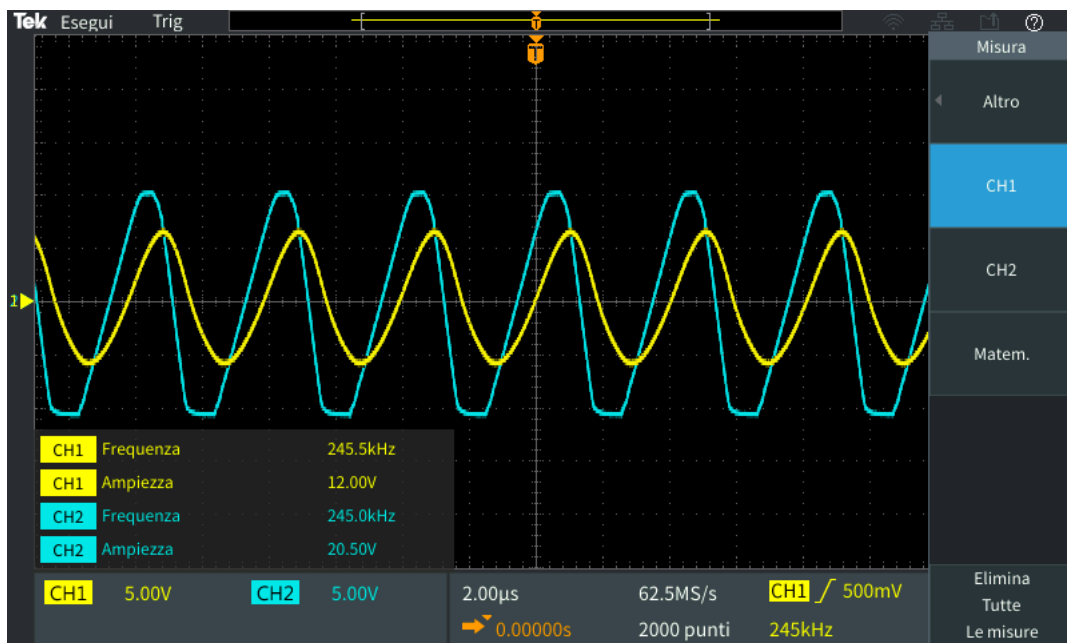 Tek Esegui Trig
T
T
Misura
Altro
CH1
CH2
Matem.
1
CH1 Frequenza 245.5kHz
CH1 Ampiezza 12.00V
CH2 Frequenza 245.0kHz
CH2 Ampiezza 20.50V
CH1 5.00V CH2 5.00V 2.00µs 62.5MS/s CH1 500mV
0.00000s 2000 punti 245kHz
Elimina
Tutte
Le misure